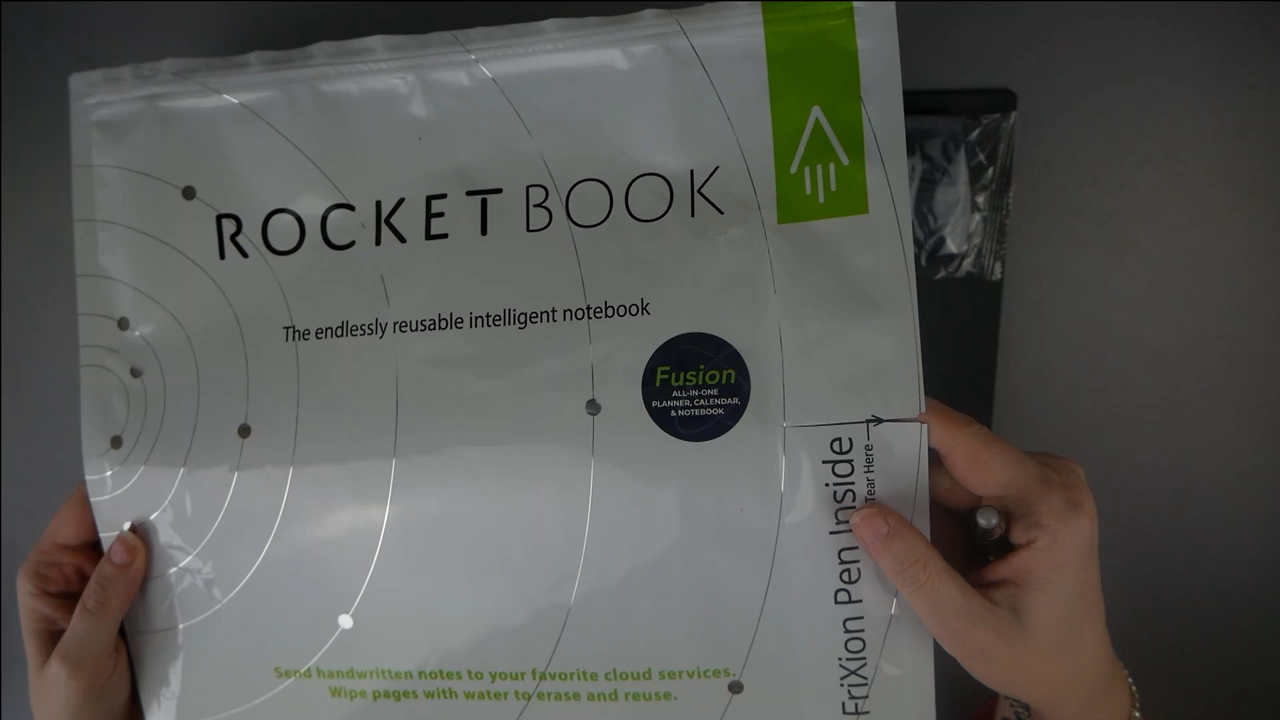 ROCKETBOOK
The endlessly reusable intelligent notebook
Fusion
ALL-IN-ONE
PLANNER, CALENDAR,
& NOTEBOOK
FriXion Pen Inside
Tear Here
Send handwritten notes to your favorite cloud services.
Wipe pages with water to erase and reuse.